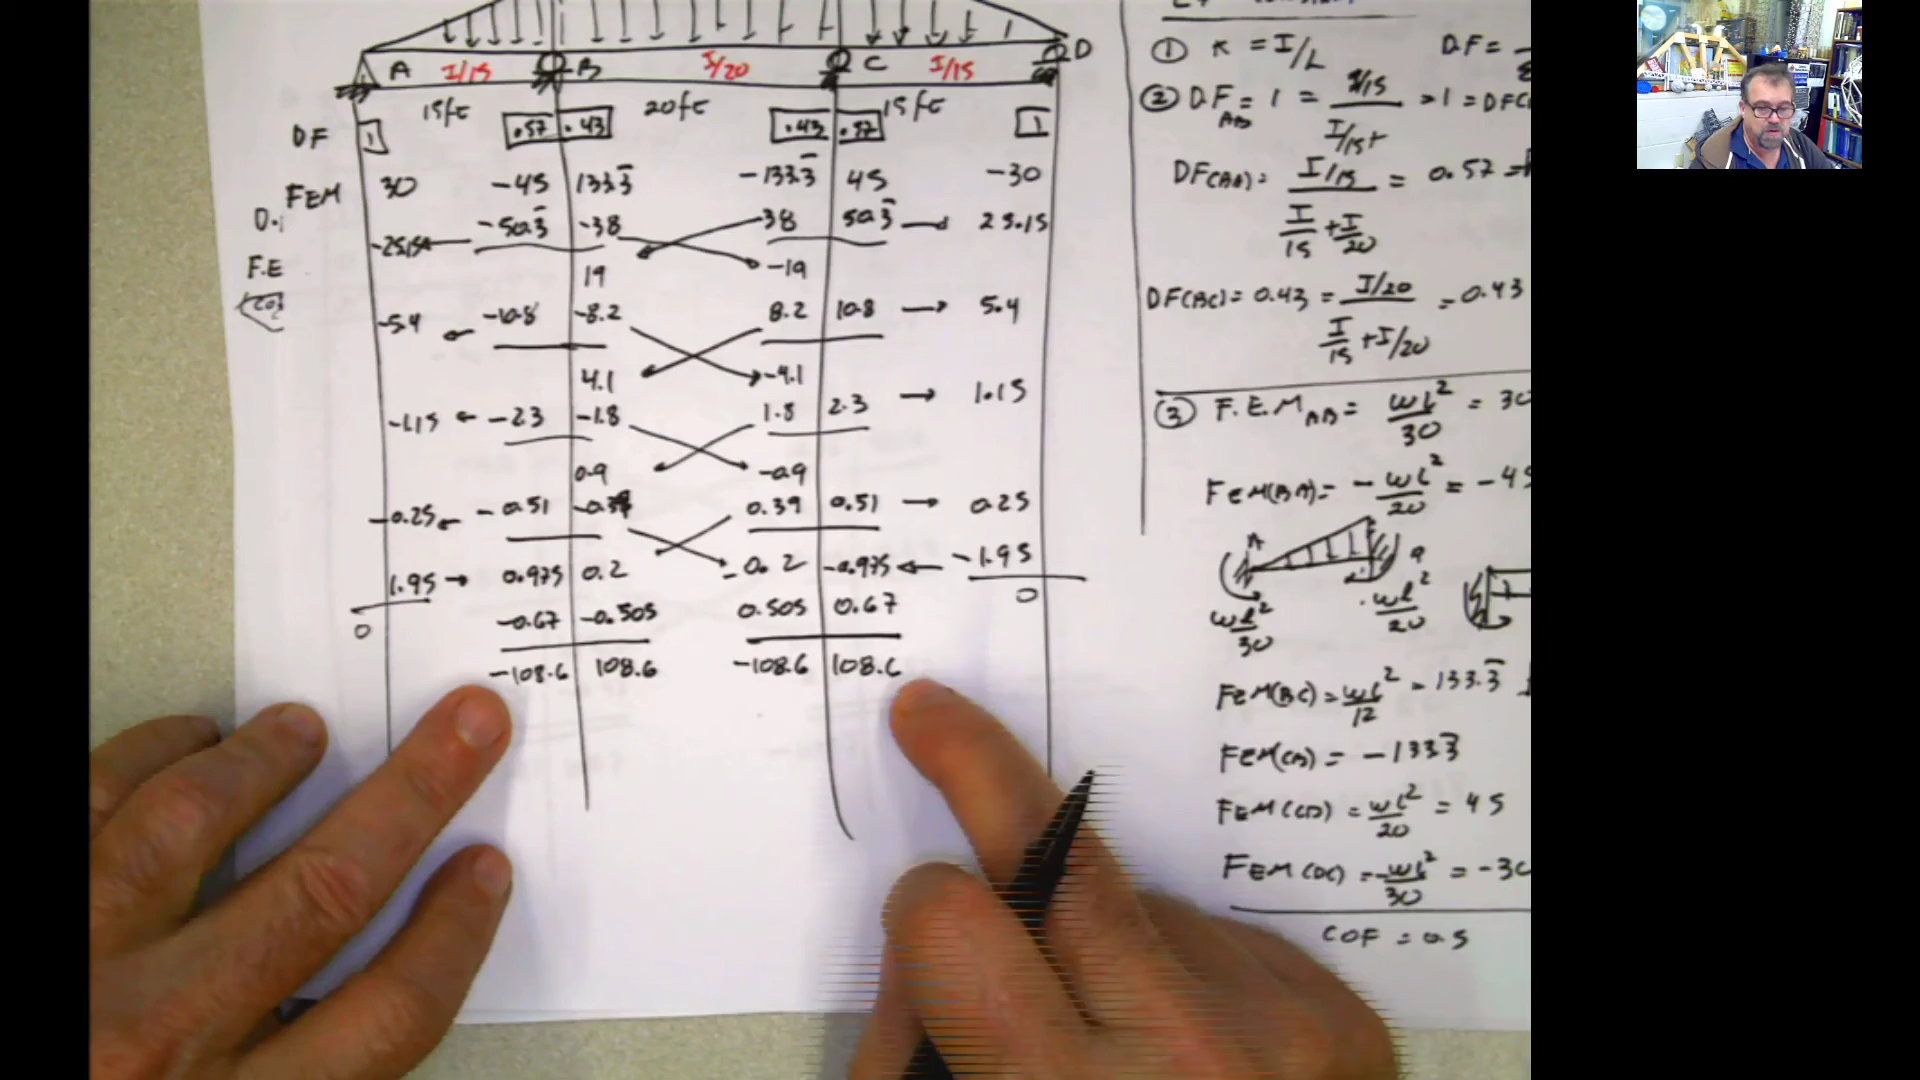 A I/15 B I/20 C I/15 D
15ft 20ft 15ft
DF 1 .57 .43 .43 .57 1
FEM 30 -45 133.3̅ -133.3̅ 45 -30
D. -50.3̅ -38 38 50.3̅ → 25.15
-25.15 ←
F.E 19 -19
COF
-5.4 ← -10.8 -8.2 8.2 10.8 → 5.4
4.1 -4.1
-1.15 ← -2.3 -1.8 1.8 2.3 → 1.15
0.9 -0.9
-0.25 ← -0.51 0.39 0.51 → 0.25
1.95 → 0.975 0.2 -0.2 -0.975 ← -1.95
0 -0.67 -0.505 0.505 0.67 0
-108.6 108.6 -108.6 108.6
① K = I/L DF =
② DF AB = 1 = I/15 / I/15+ = 1 = DF(
DF(BA) = I/15 / I/15 + I/20 = 0.57 =
DF(BC) = 0.43 = I/20 / I/15 + I/20 = 0.43
③ F.E.M AB = wl²/30 = 30
FEM(BA) = - wl²/20 = -45
A
wl²/30 wl²/20
FEM(BC) = wl²/12 = 133.3̅
FEM(CB) = -133.3̅
FEM(CD) = wl²/20 = 45
FEM(DC) = -wl²/30 = -30
COF = 0.5